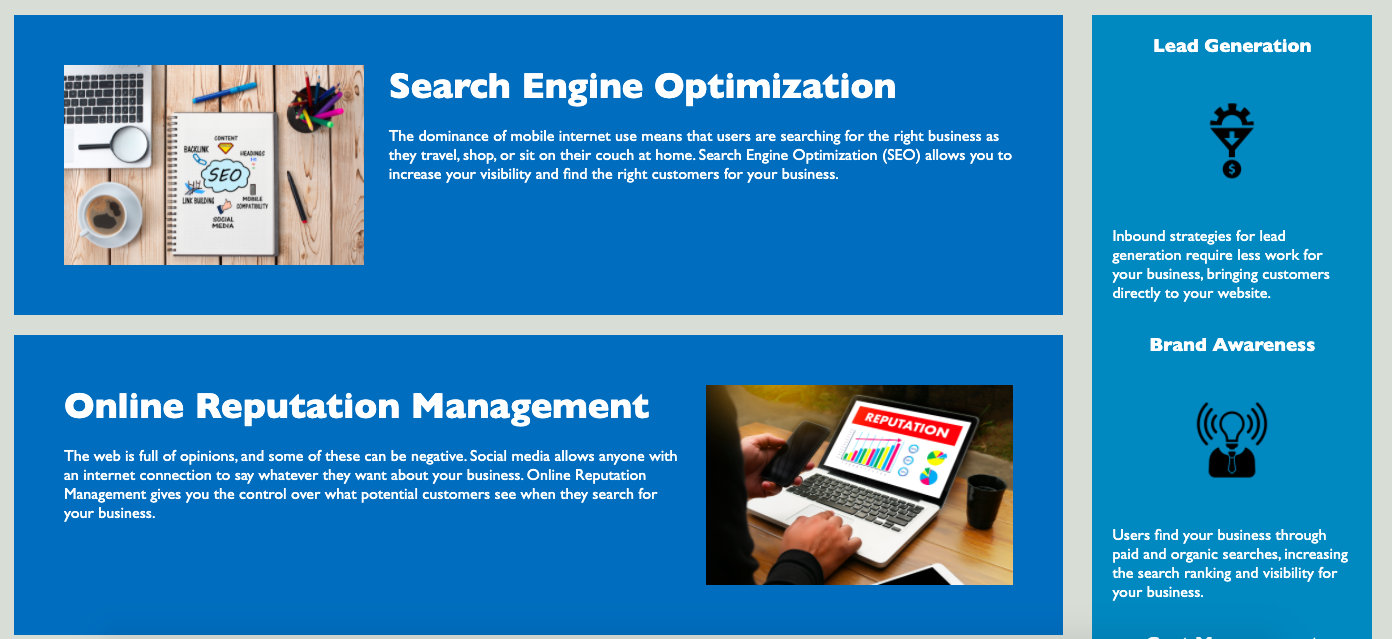 Search Engine Optimization
The dominance of mobile internet use means that users are searching for the right business as
they travel, shop, or sit on their couch at home. Search Engine Optimization (SEO) allows you to
increase your visibility and find the right customers for your business.
CONTENT
BACKLINK
HEADINGS
SEO
LINK BUILDING
MOBILE
COMPATIBILITY
SOCIAL
MEDIA
Online Reputation Management
The web is full of opinions, and some of these can be negative. Social media allows anyone with
an internet connection to say whatever they want about your business. Online Reputation
Management gives you the control over what potential customers see when they search for
your business.
REPUTATION
Lead Generation
$
Inbound strategies for lead
generation require less work for
your business, bringing customers
directly to your website.
Brand Awareness
Users find your business through
paid and organic searches, increasing
the search ranking and visibility for
your business.